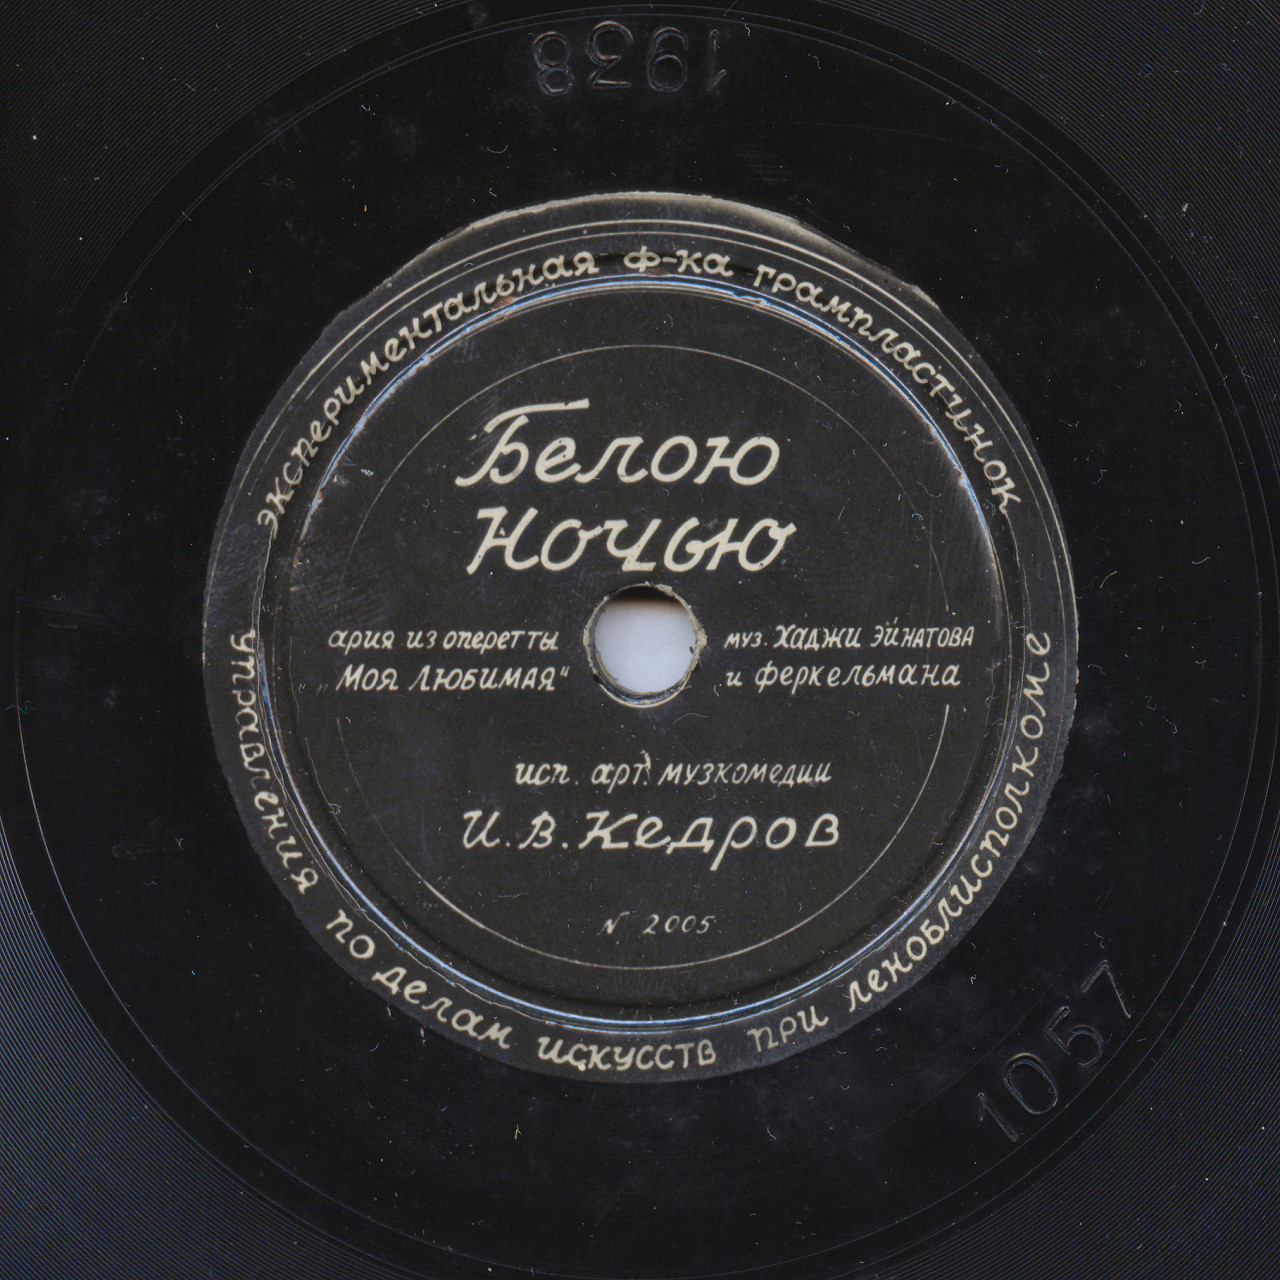 1938
экспериментальная ф-ка грампластинок
Белою
Ночью
ария из оперетты
„Моя Любимая“
муз. Хаджи Эйнатова
и Феркельмана
исп. арт. музкомедии
И. В. Кедров
N 2005
управления по делам искусств при леноблисполкоме
1057